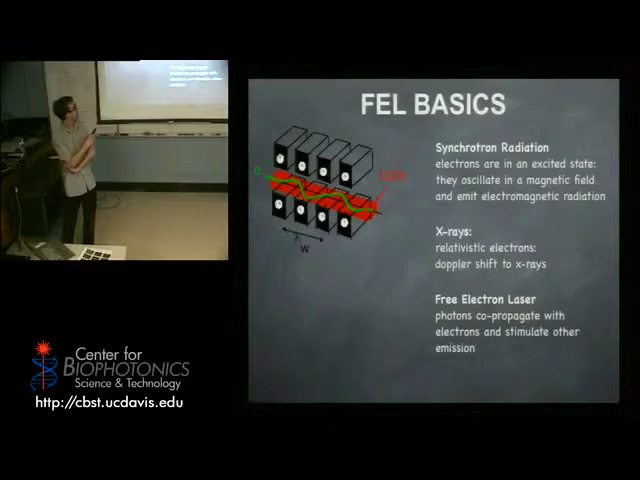 FEL BASICS
Synchrotron Radiation
electrons are in an excited state:
they oscillate in a magnetic field
and emit electromagnetic radiation
X-rays:
relativistic electrons:
doppler shift to x-rays
Free Electron Laser
photons co-propagate with
electrons and stimulate other
emission
e
λ
w
Center for
BIOPHOTONICS
Science & Technology
http://cbst.ucdavis.edu